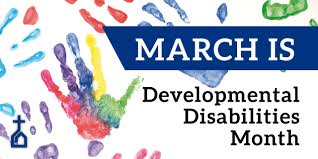 MARCH IS
Developmental
Disabilities
Month